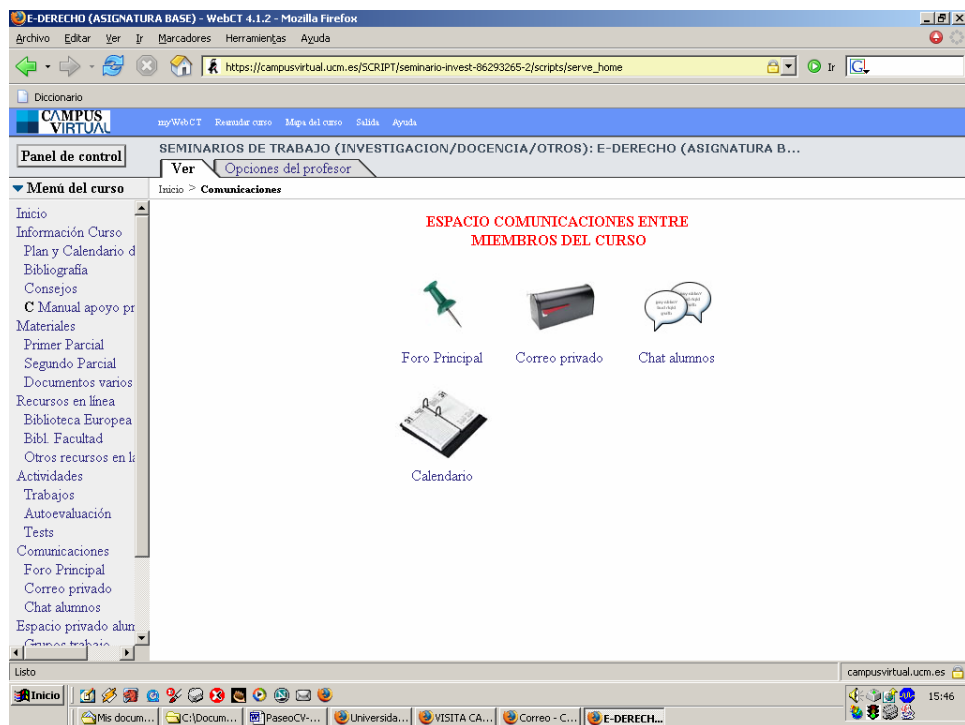 E-DERECHO (ASIGNATURA BASE) - WebCT 4.1.2 - Mozilla Firefox
Archivo Editar Ver Ir Marcadores Herramientas Ayuda
https://campusvirtual.ucm.es/SCRIPT/seminario-invest-86293265-2/scripts/serve_home
Ir
G
Diccionario
CAMPUS
VIRTUAL
myWebCT Reanudar curso Mapa del curso Salida Ayuda
Panel de control
SEMINARIOS DE TRABAJO (INVESTIGACION/DOCENCIA/OTROS): E-DERECHO (ASIGNATURA B...
Ver Opciones del profesor
Menú del curso
Inicio > Comunicaciones
Inicio
Información Curso
Plan y Calendario d
Bibliografía
Consejos
C Manual apoyo pr
Materiales
Primer Parcial
Segundo Parcial
Documentos varios
Recursos en línea
Biblioteca Europea
Bibl. Facultad
Otros recursos en la
Actividades
Trabajos
Autoevaluación
Tests
Comunicaciones
Foro Principal
Correo privado
Chat alumnos
Espacio privado alum
Grupos trabajo
ESPACIO COMUNICACIONES ENTRE
MIEMBROS DEL CURSO
Foro Principal Correo privado Chat alumnos
31 31
Calendario
Listo
campusvirtual.ucm.es
Inicio
15:46
Mis docum... C:\Docum... PaseoCV-... Universida... VISITA CA... Correo - C... E-DERECH...